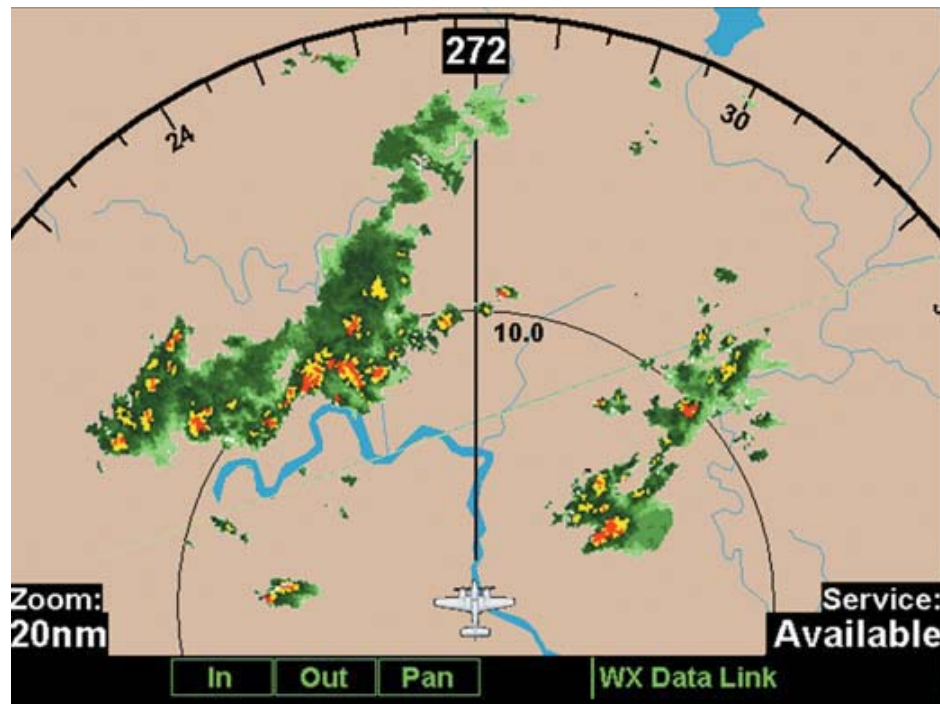 272
24
30
10.0
Zoom:
20nm
Service:
Available
In Out Pan WX Data Link